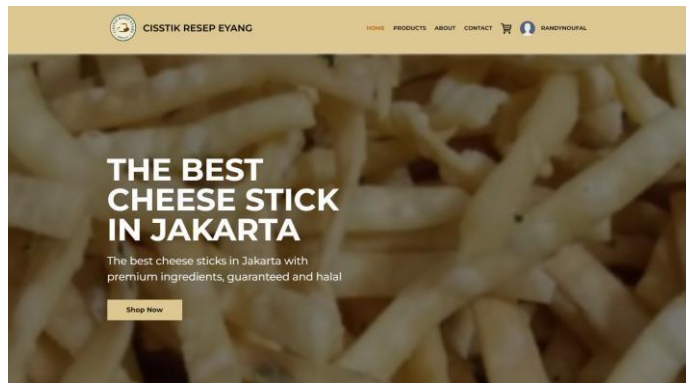 CISSTIK RESEP EYANG
HOME PRODUCTS ABOUT CONTACT RANDYNOUFAL
THE BEST
CHEESE STICK
IN JAKARTA
The best cheese sticks in Jakarta with
premium ingredients, guaranteed and halal
Shop Now